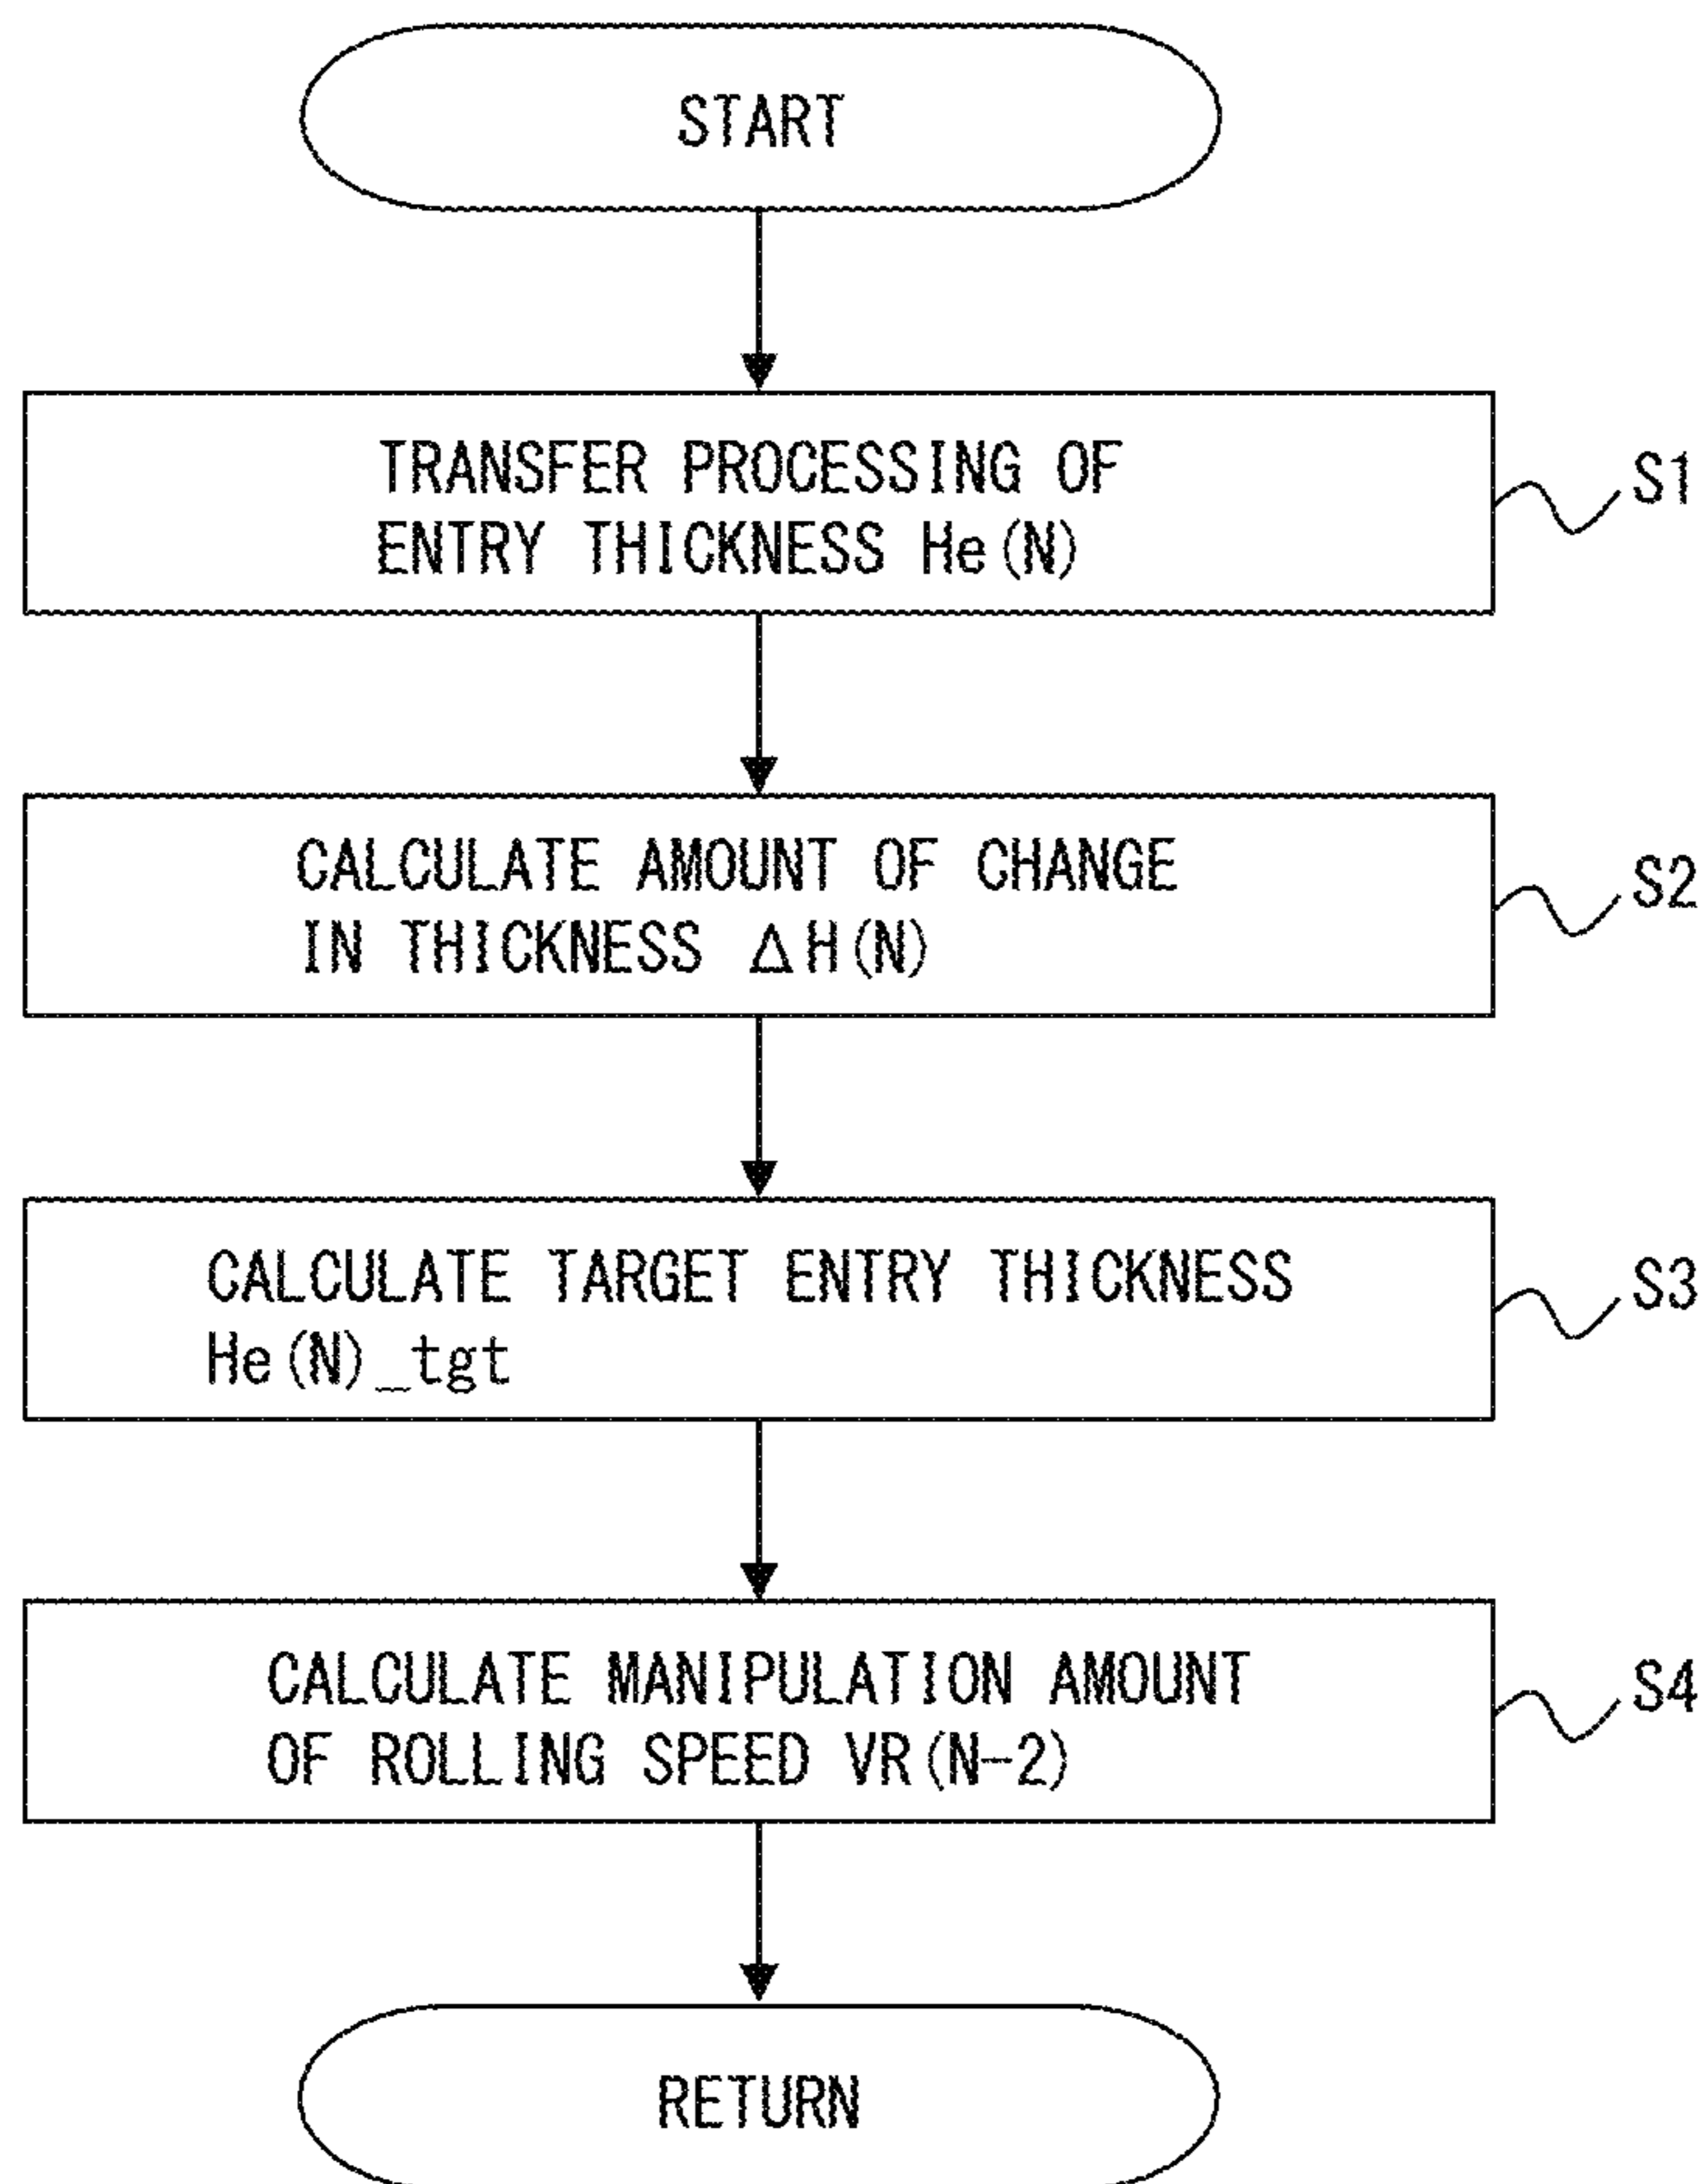 START
TRANSFER PROCESSING OF
ENTRY THICKNESS He(N)
S1
CALCULATE AMOUNT OF CHANGE
IN THICKNESS ΔH(N)
S2
CALCULATE TARGET ENTRY THICKNESS
He(N)_tgt
S3
CALCULATE MANIPULATION AMOUNT
OF ROLLING SPEED VR(N-2)
S4
RETURN